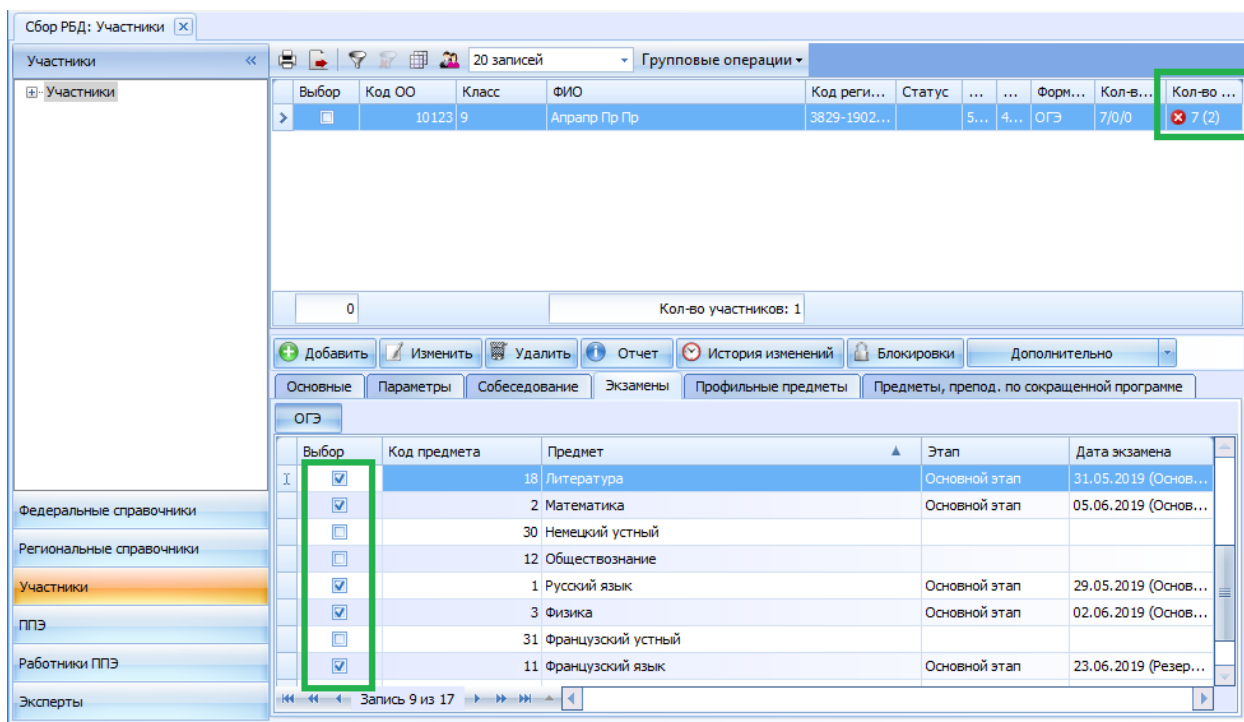 Сбор РБД: Участники
Участники
20 записей Групповые операции
Участники
Выбор Код ОО Класс ФИО Код реги... Статус ... ... Форм... Кол-в... Кол-во ...
10123 9 Апрапр Пр Пр 3829-1902... 5... 4... ОГЭ 7/0/0 7 (2)
0 Кол-во участников: 1
Добавить Изменить Удалить Отчет История изменений Блокировки Дополнительно
Основные Параметры Собеседование Экзамены Профильные предметы Предметы, препод. по сокращенной программе
ОГЭ
Выбор Код предмета Предмет Этап Дата экзамена
18 Литература Основной этап 31.05.2019 (Основ...
2 Математика Основной этап 05.06.2019 (Основ...
30 Немецкий устный
12 Обществознание
1 Русский язык Основной этап 29.05.2019 (Основ...
3 Физика Основной этап 02.06.2019 (Основ...
31 Французский устный
11 Французский язык Основной этап 23.06.2019 (Резер...
Запись 9 из 17
Федеральные справочники
Региональные справочники
Участники
ППЭ
Работники ППЭ
Эксперты